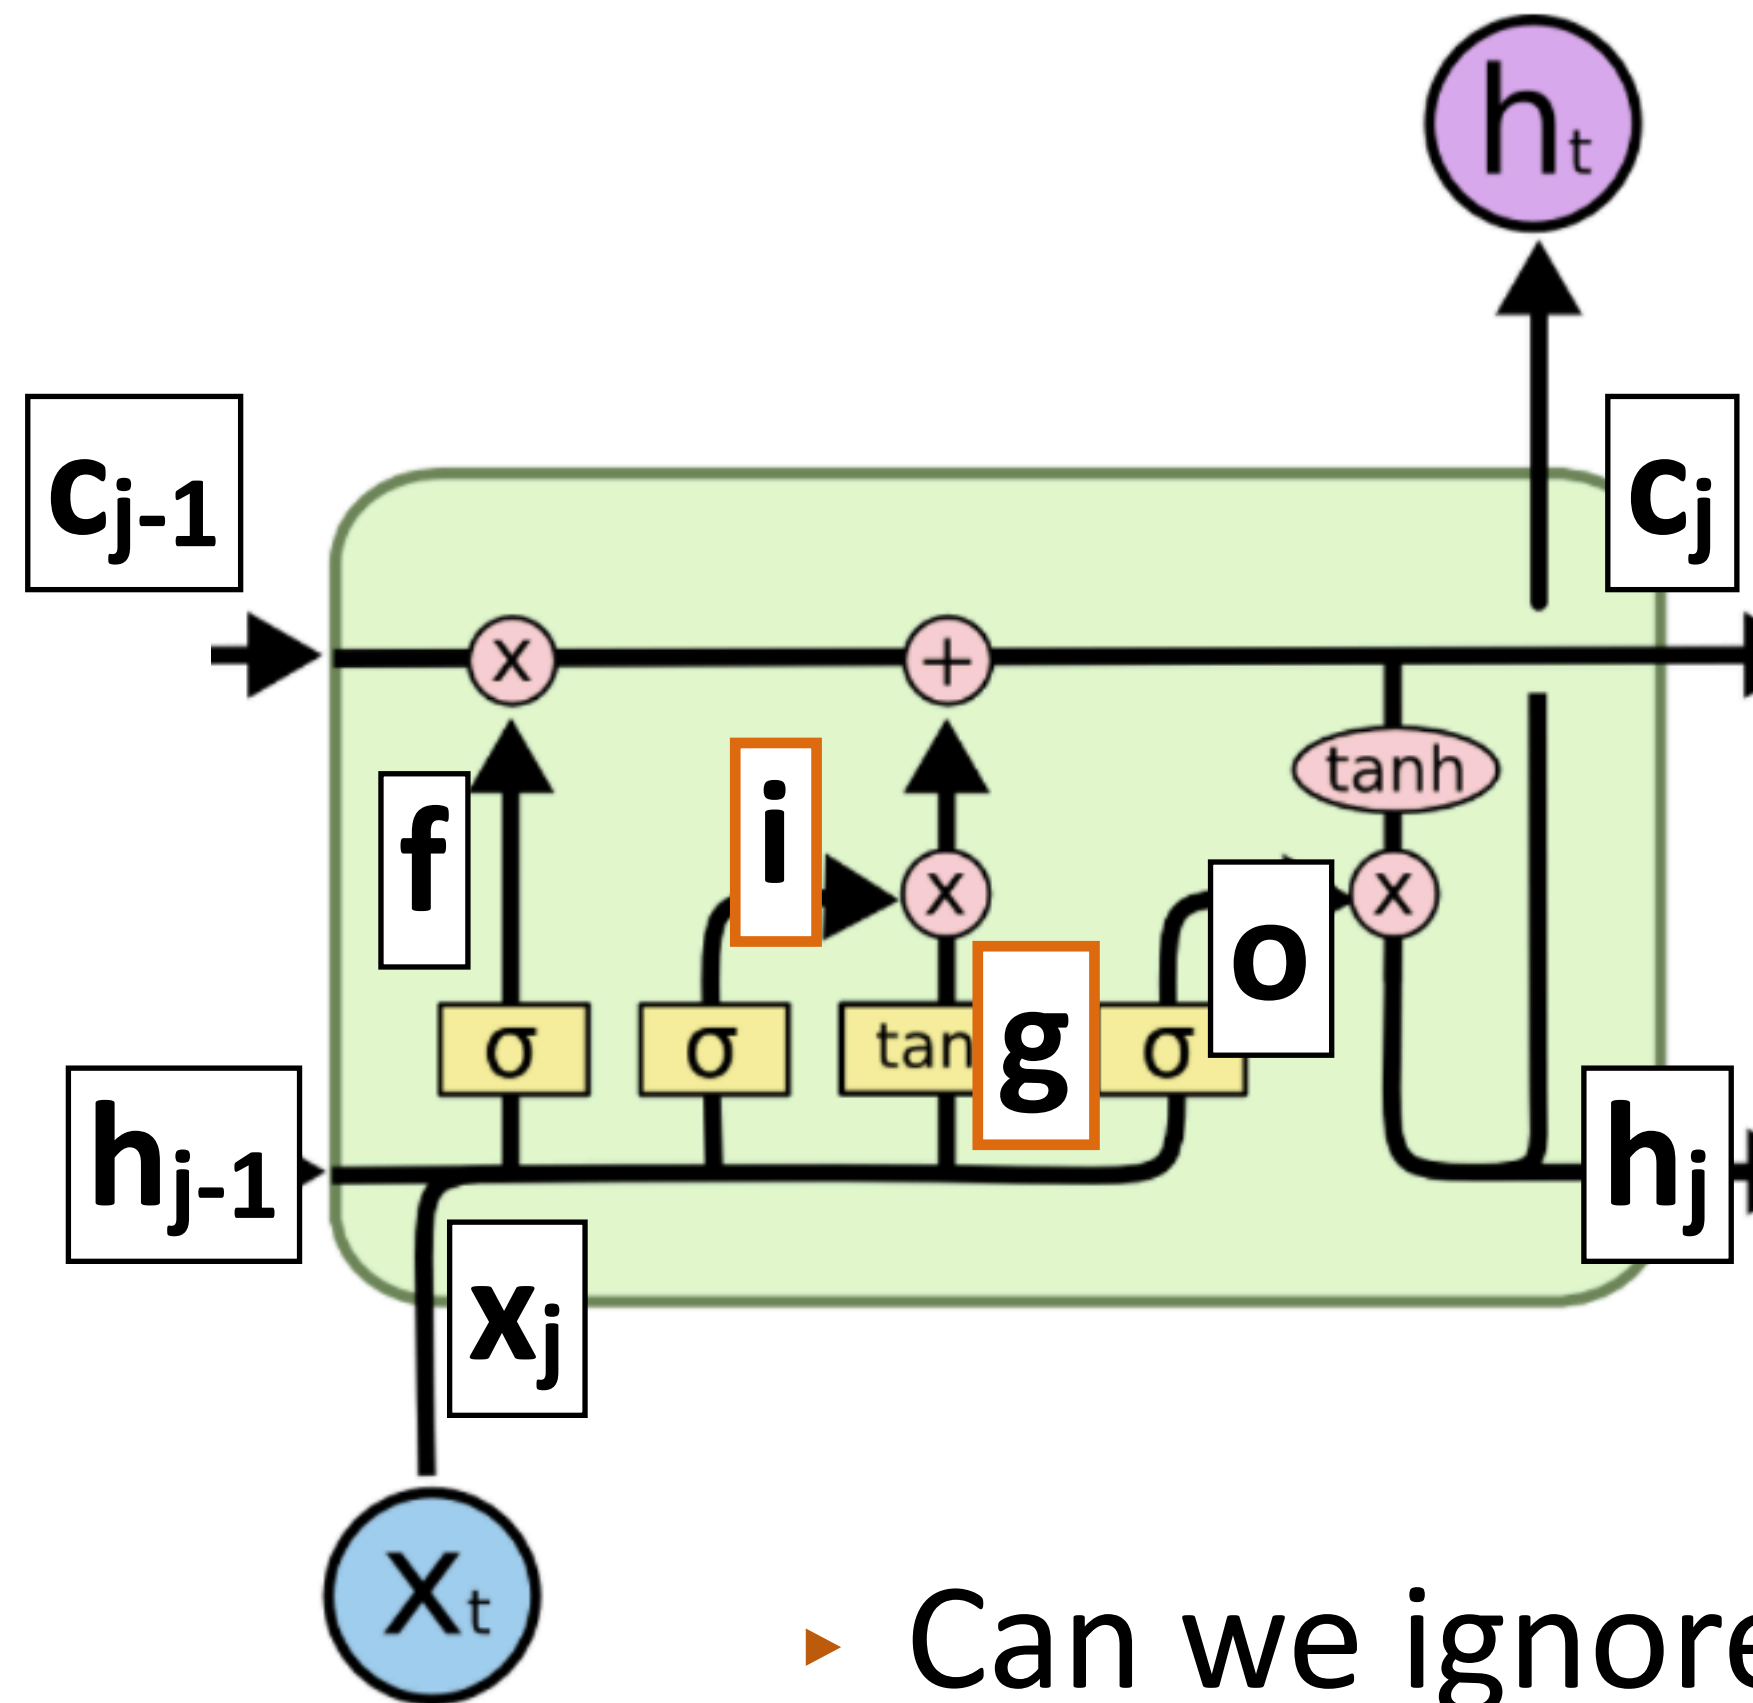 ht
cj-1
cj
x
+
tanh
f
i
x
o
x
g
σ
σ
tan
σ
hj-1
hj
xj
xt
▸ Can we ignore